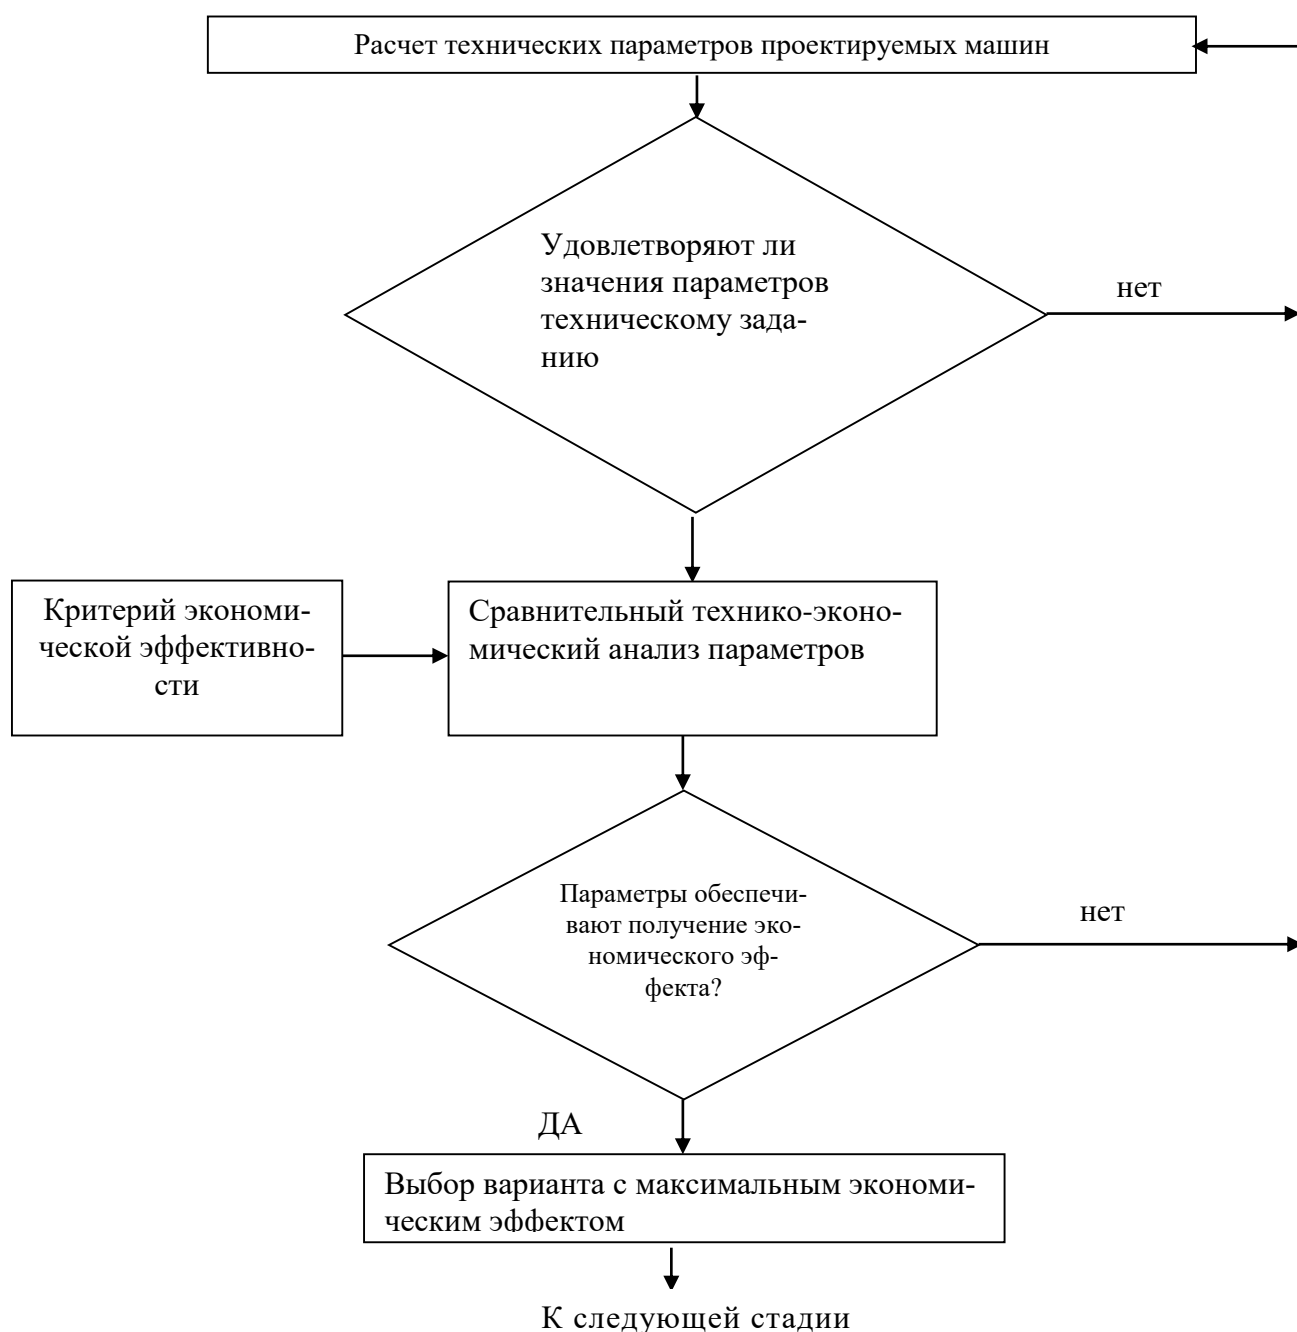 Расчет технических параметров проектируемых машин
Удовлетворяют ли
значения параметров
техническому зада-
нию
нет
Критерий экономи-
ческой эффективно-
сти
Сравнительный технико-эконо-
мический анализ параметров
Параметры обеспечи-
вают получение эко-
номического эф-
фекта?
нет
ДА
Выбор варианта с максимальным экономи-
ческим эффектом
К следующей стадии